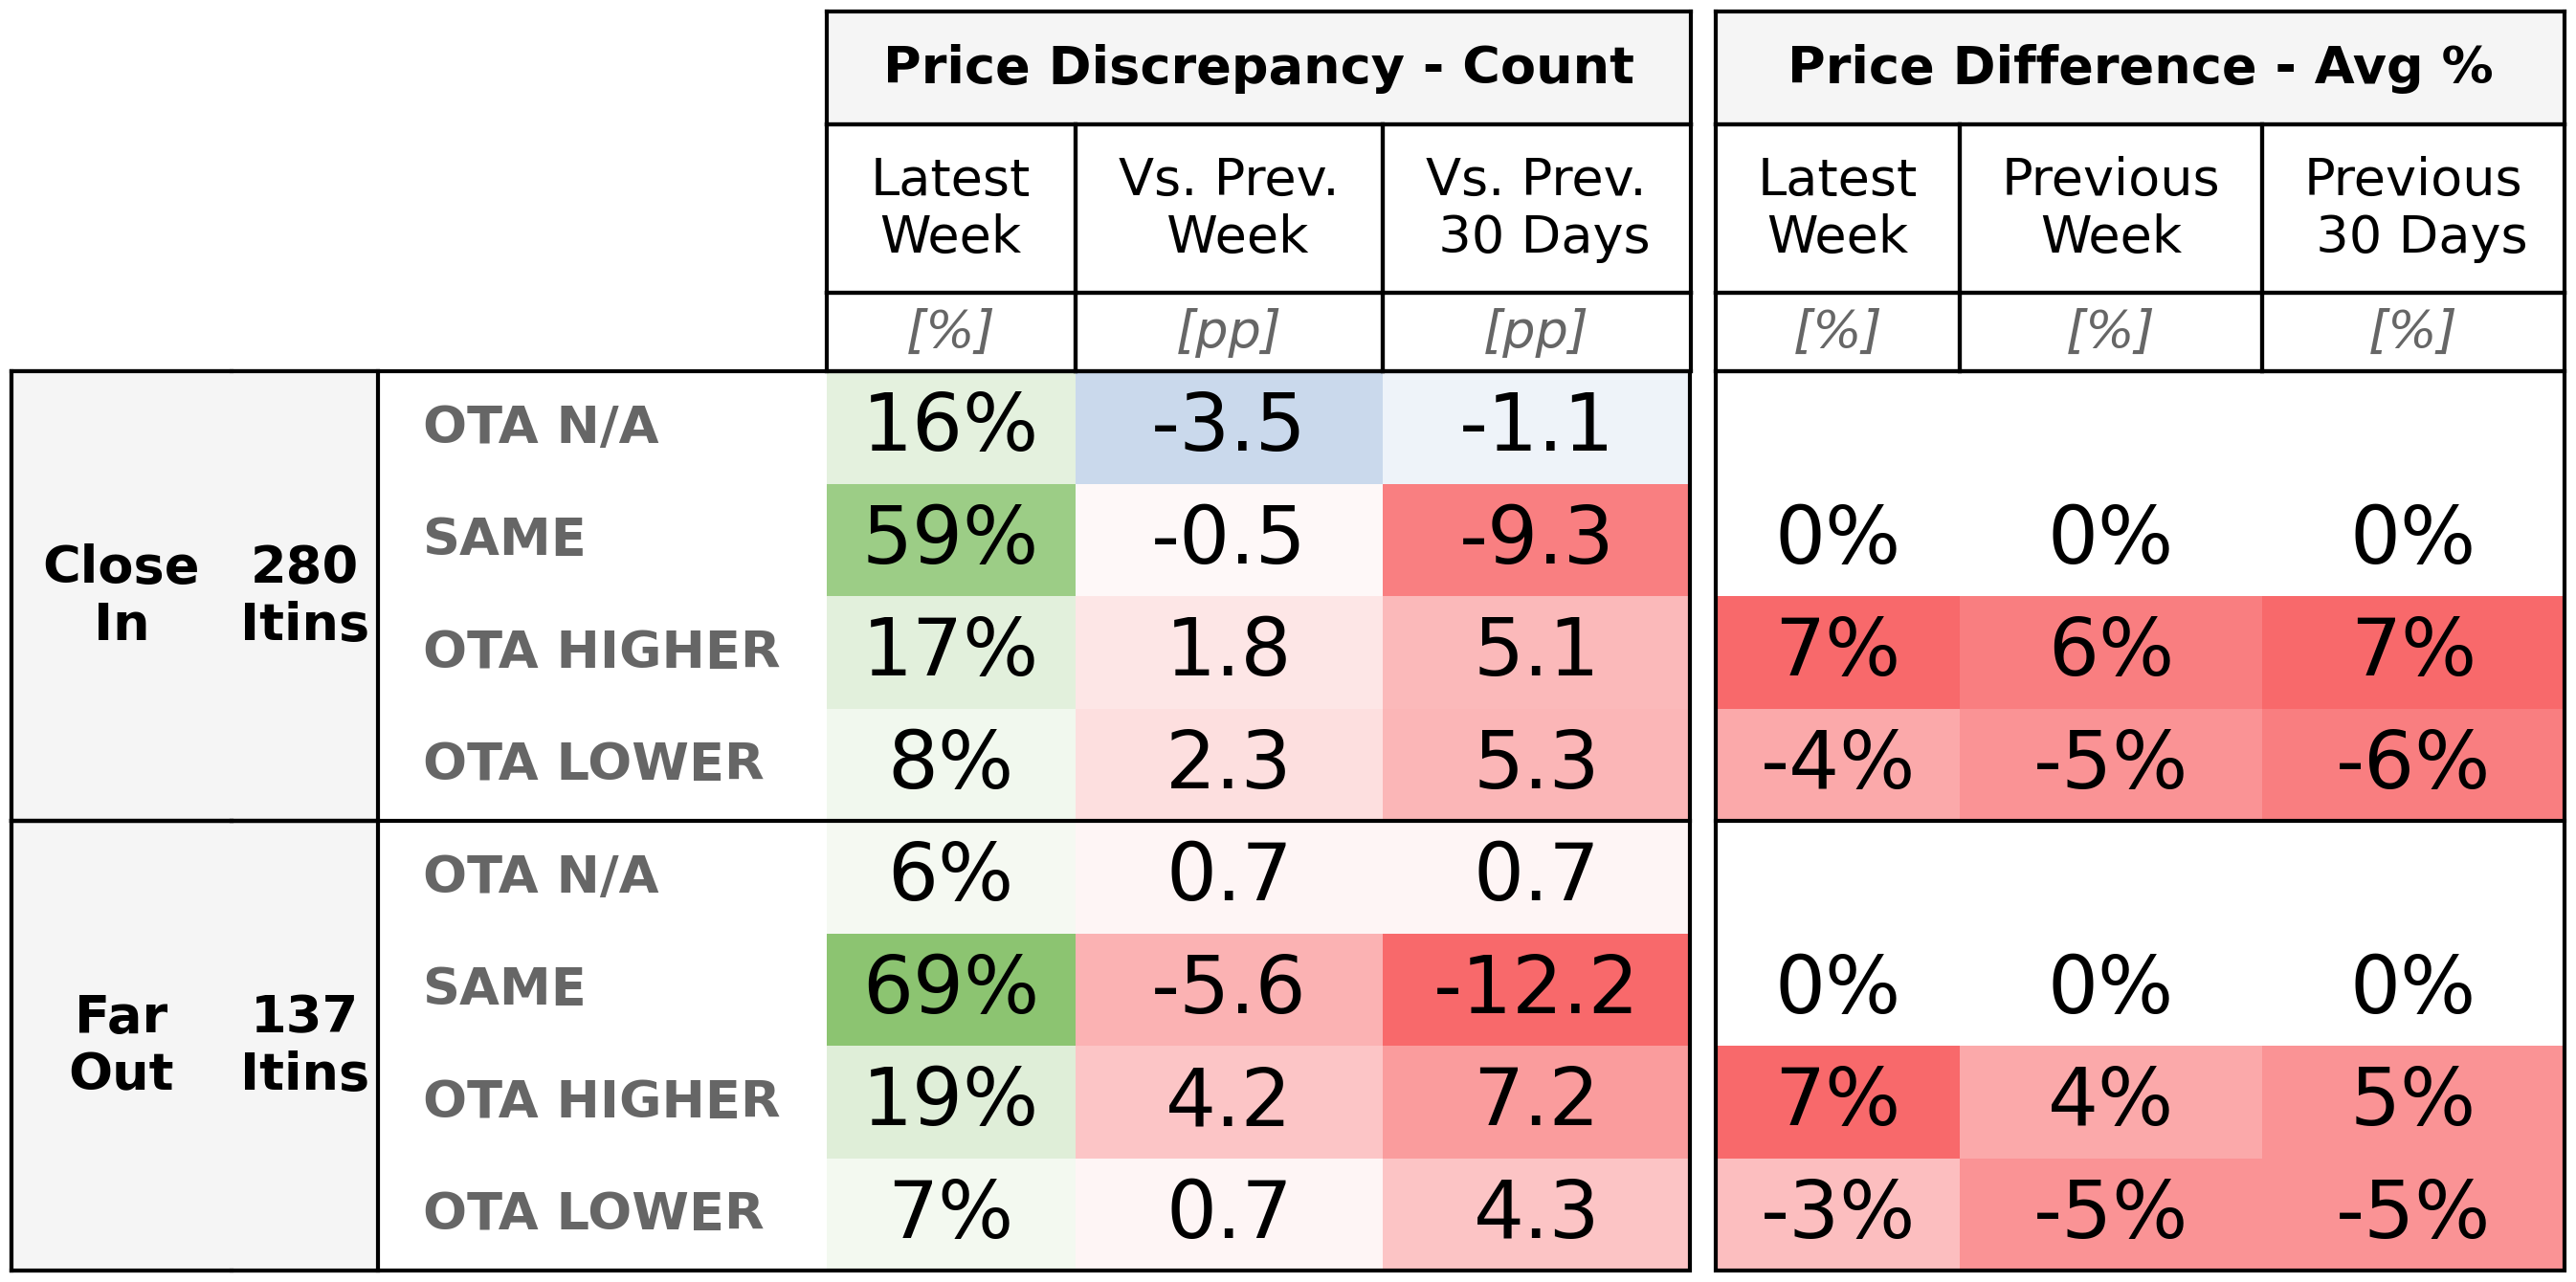 Price Discrepancy - Count Price Difference - Avg %
Latest Week Vs. Prev. Week Vs. Prev. 30 Days Latest Week Previous Week Previous 30 Days
[%] [pp] [pp] [%] [%] [%]
Close In 280 Itins
OTA N/A 16% -3.5 -1.1
SAME 59% -0.5 -9.3 0% 0% 0%
OTA HIGHER 17% 1.8 5.1 7% 6% 7%
OTA LOWER 8% 2.3 5.3 -4% -5% -6%
Far Out 137 Itins
OTA N/A 6% 0.7 0.7
SAME 69% -5.6 -12.2 0% 0% 0%
OTA HIGHER 19% 4.2 7.2 7% 4% 5%
OTA LOWER 7% 0.7 4.3 -3% -5% -5%